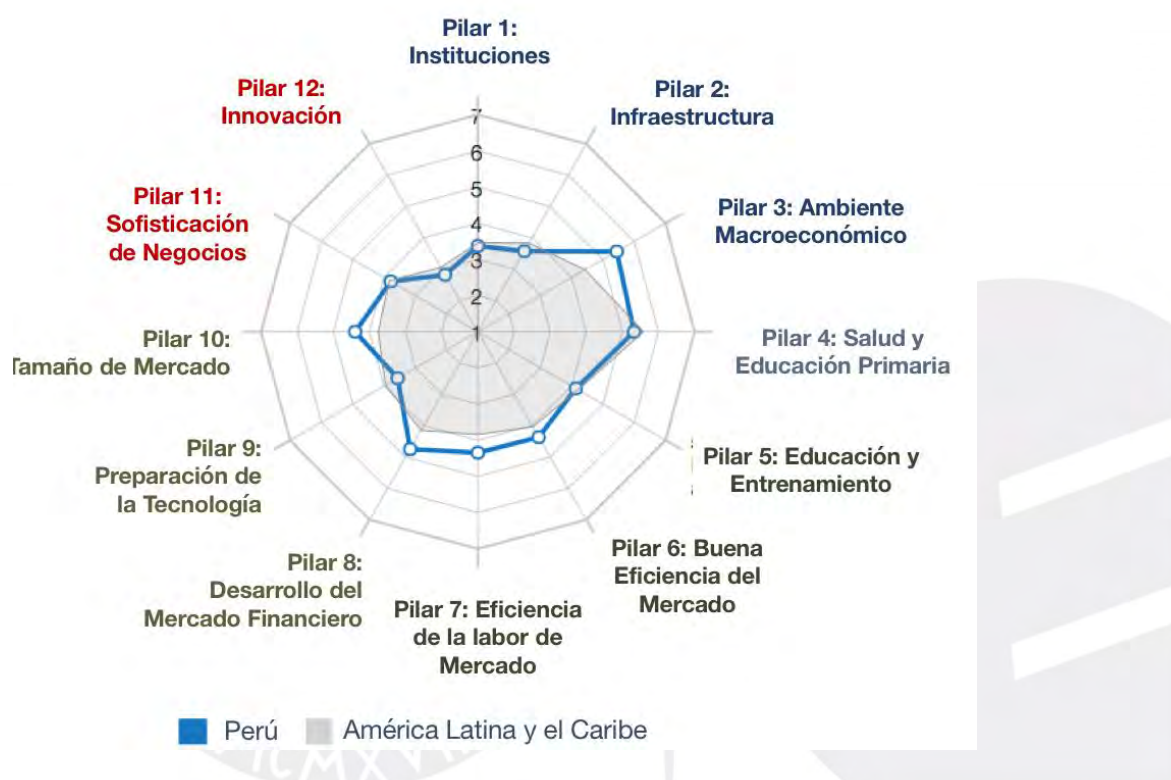 Pilar 1:
Instituciones
Pilar 12:
Innovación
Pilar 2:
Infraestructura
7
6
5
4
3
2
1
Pilar 11:
Sofisticación
de Negocios
Pilar 3: Ambiente
Macroeconómico
Pilar 10:
Tamaño de Mercado
Pilar 4: Salud y
Educación Primaria
Pilar 9:
Preparación de
la Tecnología
Pilar 5: Educación y
Entrenamiento
Pilar 8:
Desarrollo del
Mercado Financiero
Pilar 6: Buena
Eficiencia del
Mercado
Pilar 7: Eficiencia
de la labor de
Mercado
Perú
América Latina y el Caribe